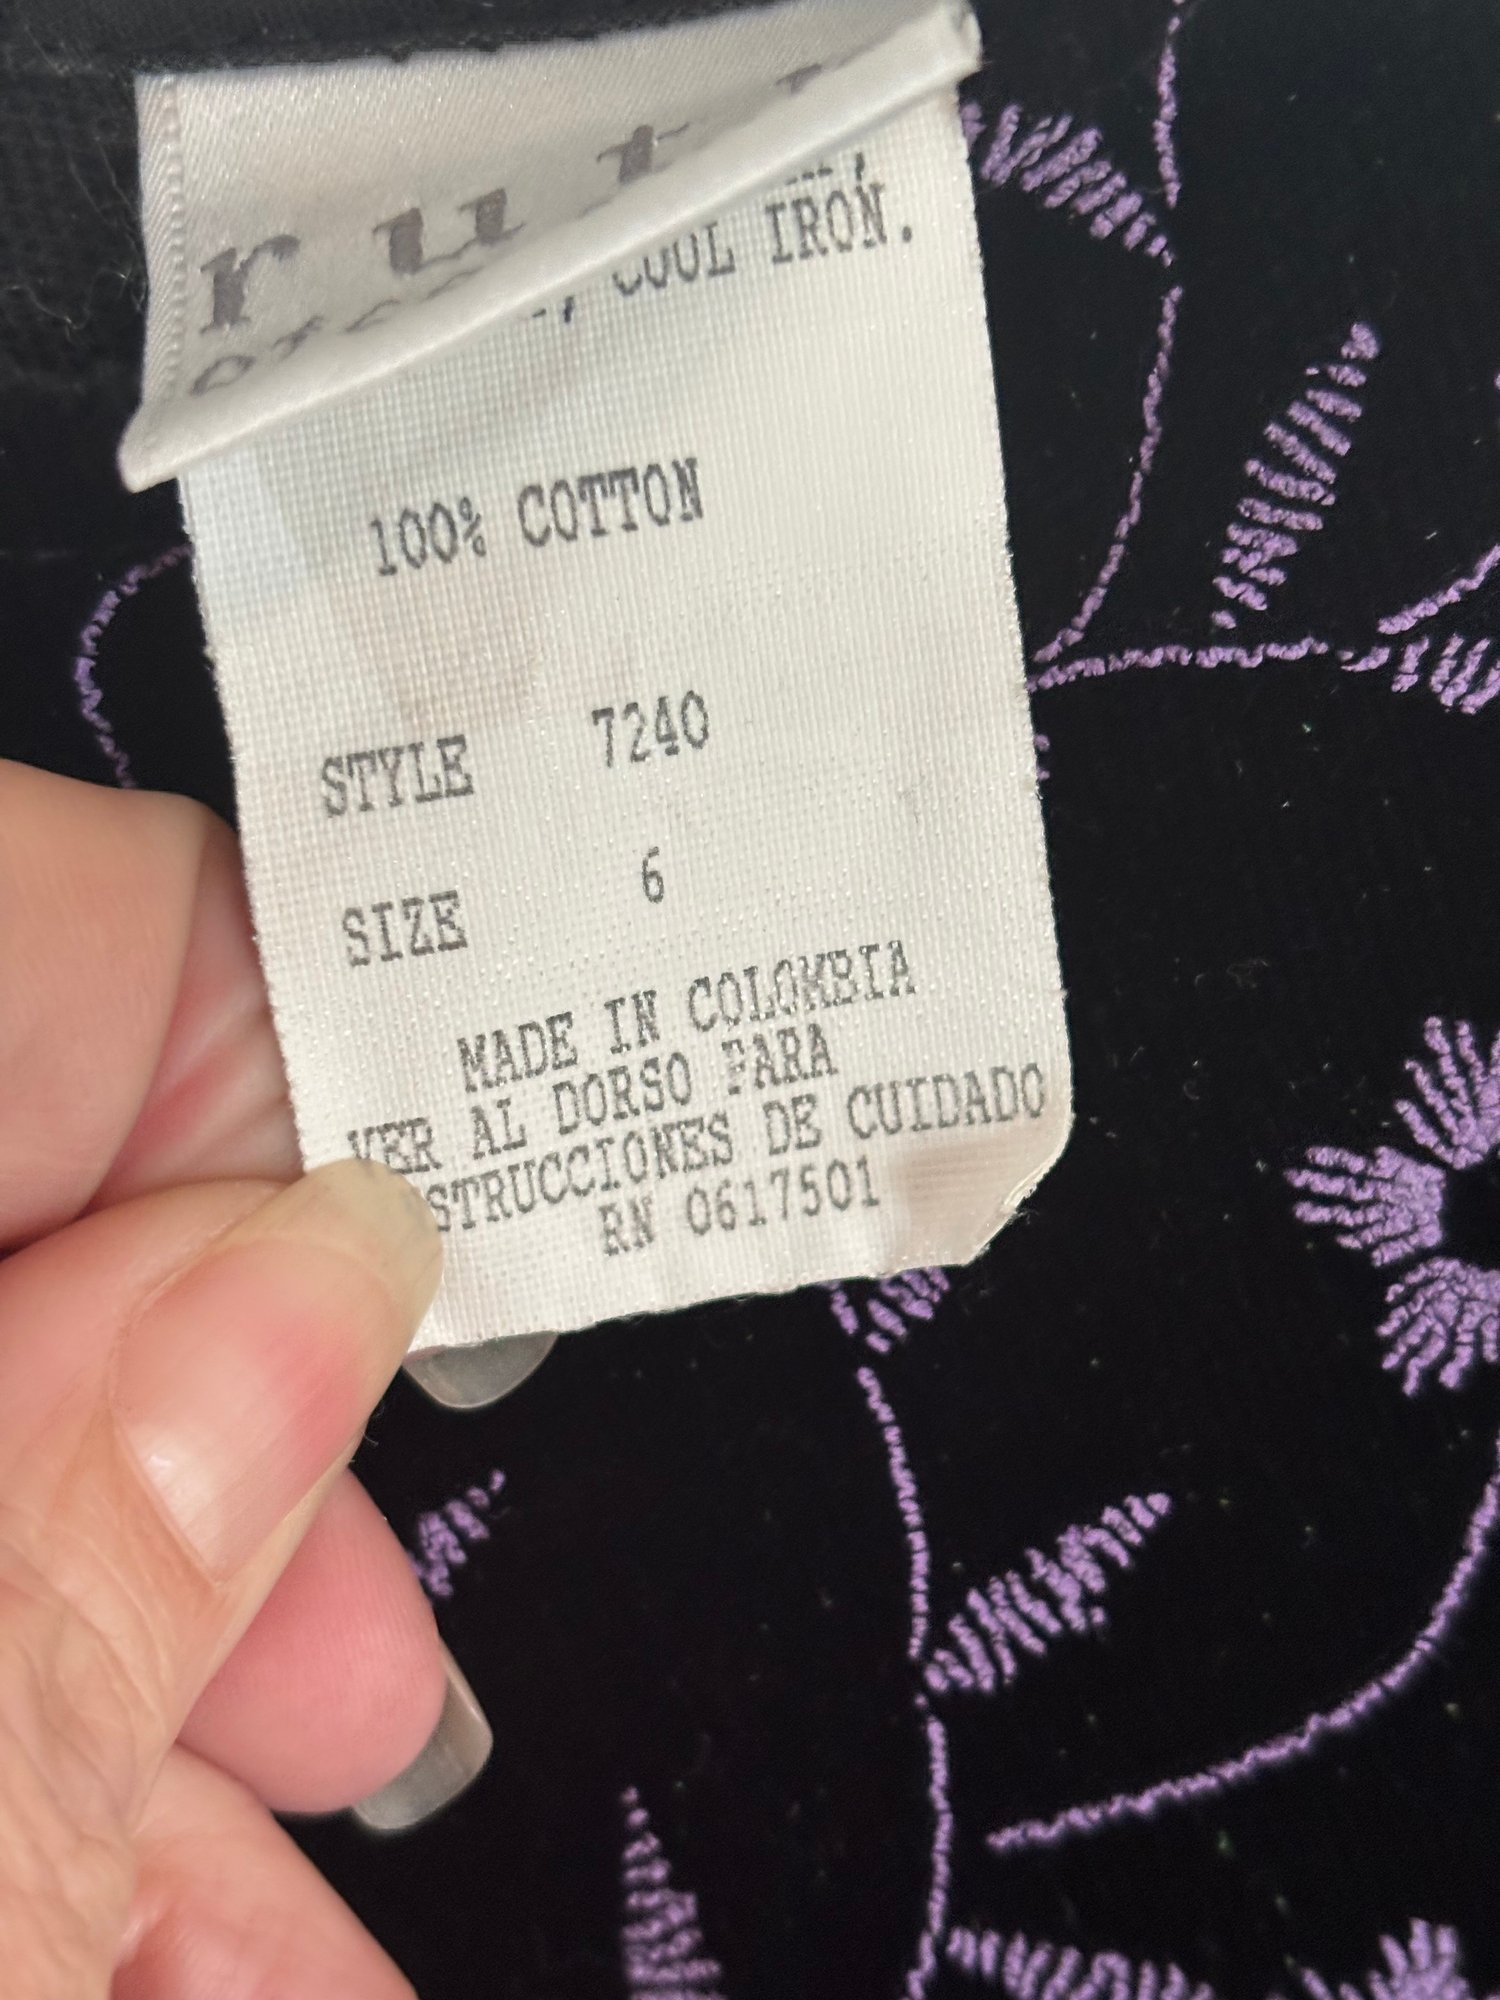 rut
COOL IRON.
100% COTTON
STYLE 7240
SIZE 6
MADE IN COLOMBIA
VER AL DORSO PARA
STRUCCIONES DE CUIDADO
RN 0617501